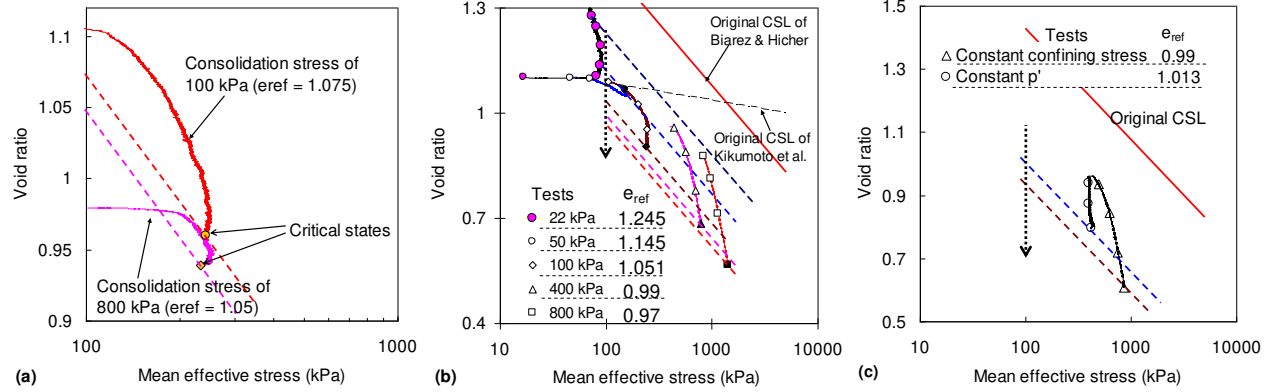 1.1
1.05
1
0.95
0.9
Void ratio
Consolidation stress of
100 kPa (eref = 1.075)
Critical states
Consolidation stress of
800 kPa (eref = 1.05)
100
1000
Mean effective stress (kPa)
(a)
1.3
1
0.7
0.4
Void ratio
Original CSL of
Biarez & Hicher
Original CSL of
Kikumoto et al.
Tests eref
22 kPa 1.245
50 kPa 1.145
100 kPa 1.051
400 kPa 0.99
800 kPa 0.97
10 100 1000 10000
Mean effective stress (kPa)
(b)
1.5
1.3
1.1
0.9
0.7
0.5
Void ratio
Tests eref
Constant confining stress 0.99
Constant p' 1.013
Original CSL
10 100 1000 10000
Mean effective stress (kPa)
(c)